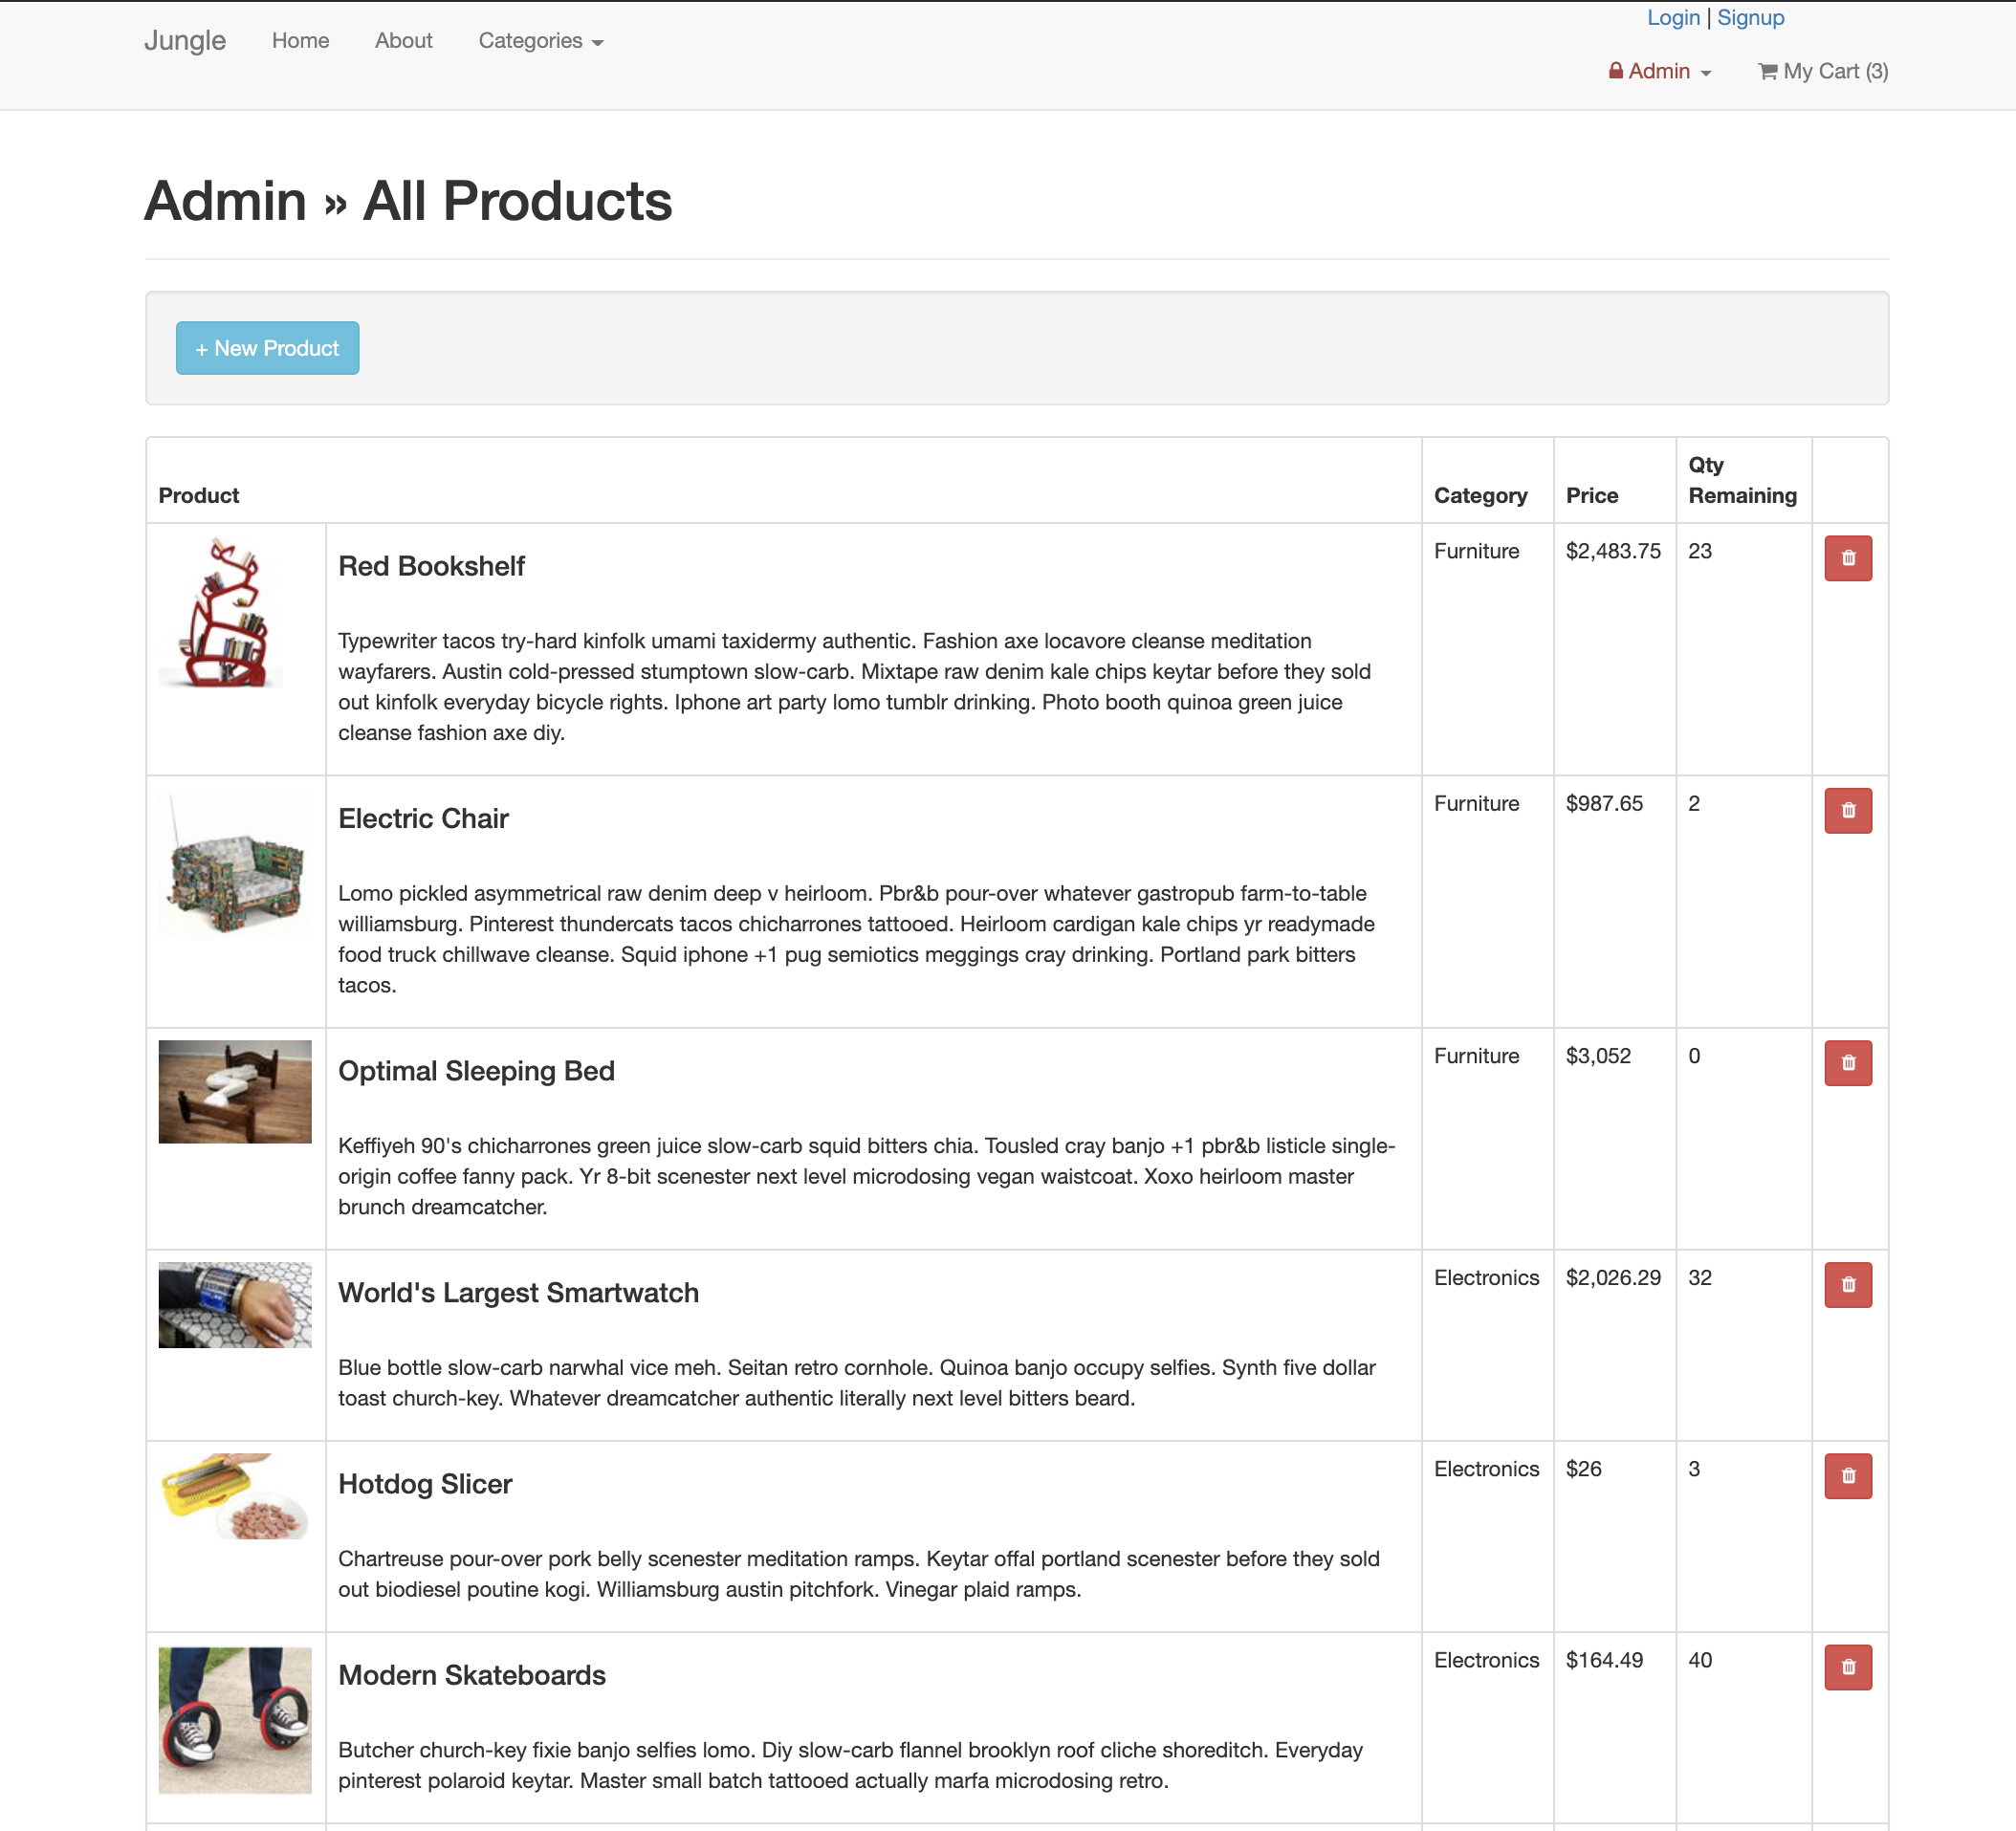 Login | Signup
Jungle Home About Categories
Admin My Cart (3)
Admin » All Products
+ New Product
Product Category Price Qty Remaining
Red Bookshelf Furniture $2,483.75 23
Typewriter tacos try-hard kinfolk umami taxidermy authentic. Fashion axe locavore cleanse meditation
wayfarers. Austin cold-pressed stumptown slow-carb. Mixtape raw denim kale chips keytar before they sold
out kinfolk everyday bicycle rights. Iphone art party lomo tumblr drinking. Photo booth quinoa green juice
cleanse fashion axe diy.
Electric Chair Furniture $987.65 2
Lomo pickled asymmetrical raw denim deep v heirloom. Pbr&b pour-over whatever gastropub farm-to-table
williamsburg. Pinterest thundercats tacos chicharrones tattooed. Heirloom cardigan kale chips yr readymade
food truck chillwave cleanse. Squid iphone +1 pug semiotics meggings cray drinking. Portland park bitters
tacos.
Optimal Sleeping Bed Furniture $3,052 0
Keffiyeh 90's chicharrones green juice slow-carb squid bitters chia. Tousled cray banjo +1 pbr&b listicle single-
origin coffee fanny pack. Yr 8-bit scenester next level microdosing vegan waistcoat. Xoxo heirloom master
brunch dreamcatcher.
World's Largest Smartwatch Electronics $2,026.29 32
Blue bottle slow-carb narwhal vice meh. Seitan retro cornhole. Quinoa banjo occupy selfies. Synth five dollar
toast church-key. Whatever dreamcatcher authentic literally next level bitters beard.
Hotdog Slicer Electronics $26 3
Chartreuse pour-over pork belly scenester meditation ramps. Keytar offal portland scenester before they sold
out biodiesel poutine kogi. Williamsburg austin pitchfork. Vinegar plaid ramps.
Modern Skateboards Electronics $164.49 40
Butcher church-key fixie banjo selfies lomo. Diy slow-carb flannel brooklyn roof cliche shoreditch. Everyday
pinterest polaroid keytar. Master small batch tattooed actually marfa microdosing retro.